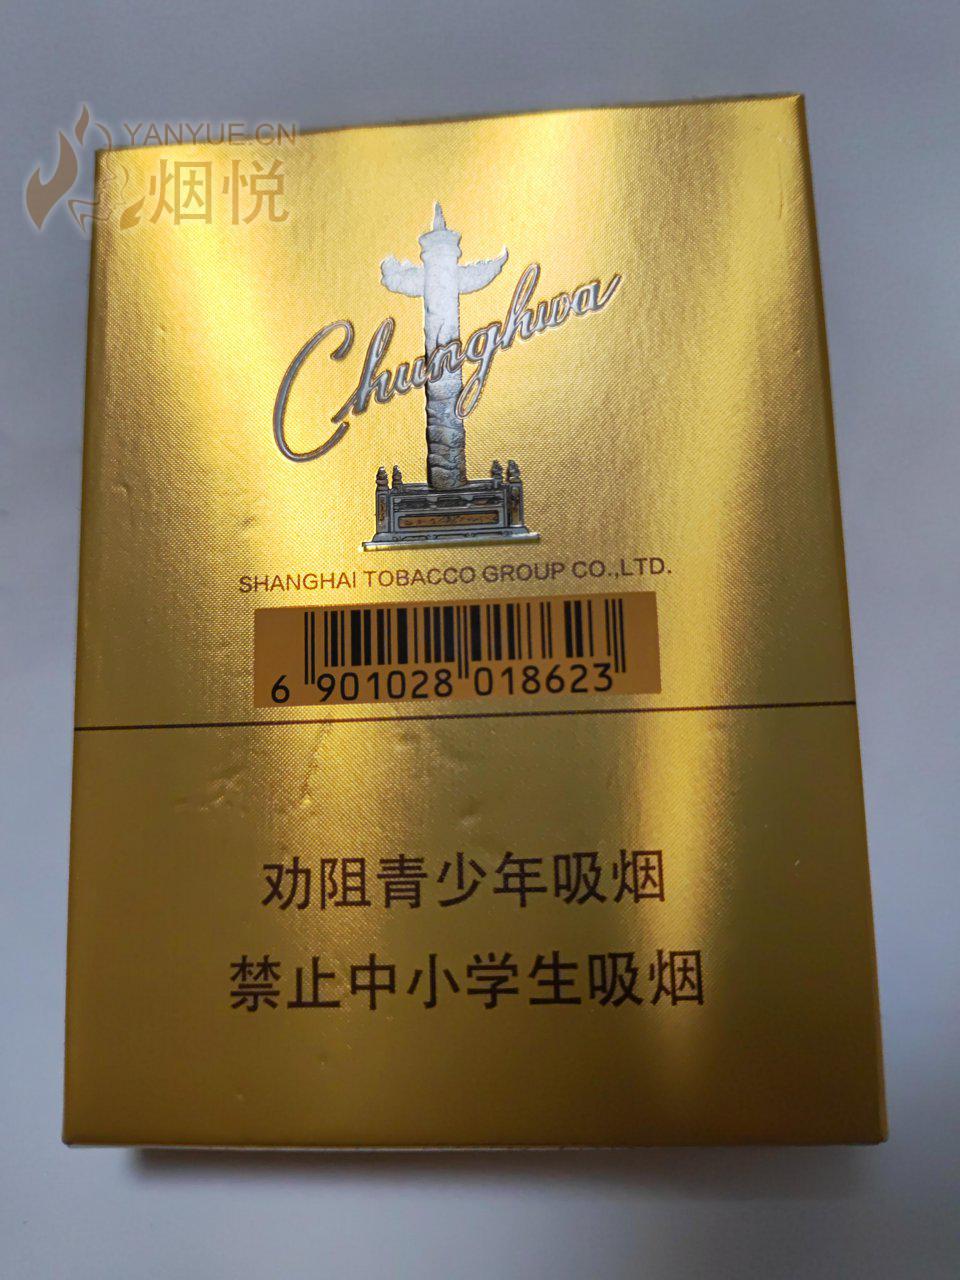 YANYUE.CN
烟悦
Chunghwa
SHANGHAI TOBACCO GROUP CO.,LTD.
6 901028 018623
劝阻青少年吸烟
禁止中小学生吸烟